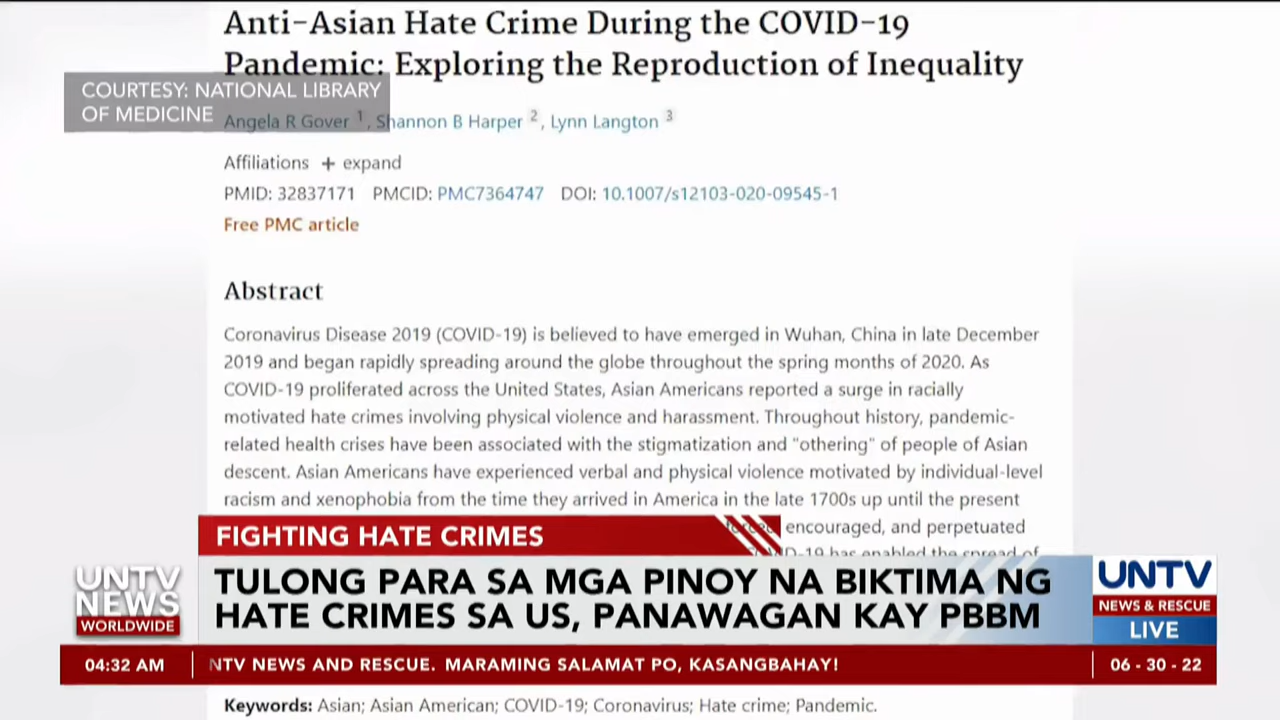 Anti-Asian Hate Crime During the COVID-19
Pandemic: Exploring the Reproduction of Inequality
COURTESY: NATIONAL LIBRARY
OF MEDICINE
Angela R Gover 1, Shannon B Harper 2, Lynn Langton 3
Affiliations + expand
PMID: 32837171 PMCID: PMC7364747 DOI: 10.1007/s12103-020-09545-1
Free PMC article
Abstract
Coronavirus Disease 2019 (COVID-19) is believed to have emerged in Wuhan, China in late December
2019 and began rapidly spreading around the globe throughout the spring months of 2020. As
COVID-19 proliferated across the United States, Asian Americans reported a surge in racially
motivated hate crimes involving physical violence and harassment. Throughout history, pandemic-
related health crises have been associated with the stigmatization and "othering" of people of Asian
descent. Asian Americans have experienced verbal and physical violence motivated by individual-level
racism and xenophobia from the time they arrived in America in the late 1700s up until the present
encouraged, and perpetuated
has enabled the spread of
FIGHTING HATE CRIMES
TULONG PARA SA MGA PINOY NA BIKTIMA NG
HATE CRIMES SA US, PANAWAGAN KAY PBBM
UNTV
NEWS
WORLDWIDE
UNTV
NEWS & RESCUE
LIVE
04:32 AM
NTV NEWS AND RESCUE. MARAMING SALAMAT PO, KASANGBAHAY!
06 - 30 - 22
Keywords: Asian; Asian American; COVID-19; Coronavirus; Hate crime; Pandemic.